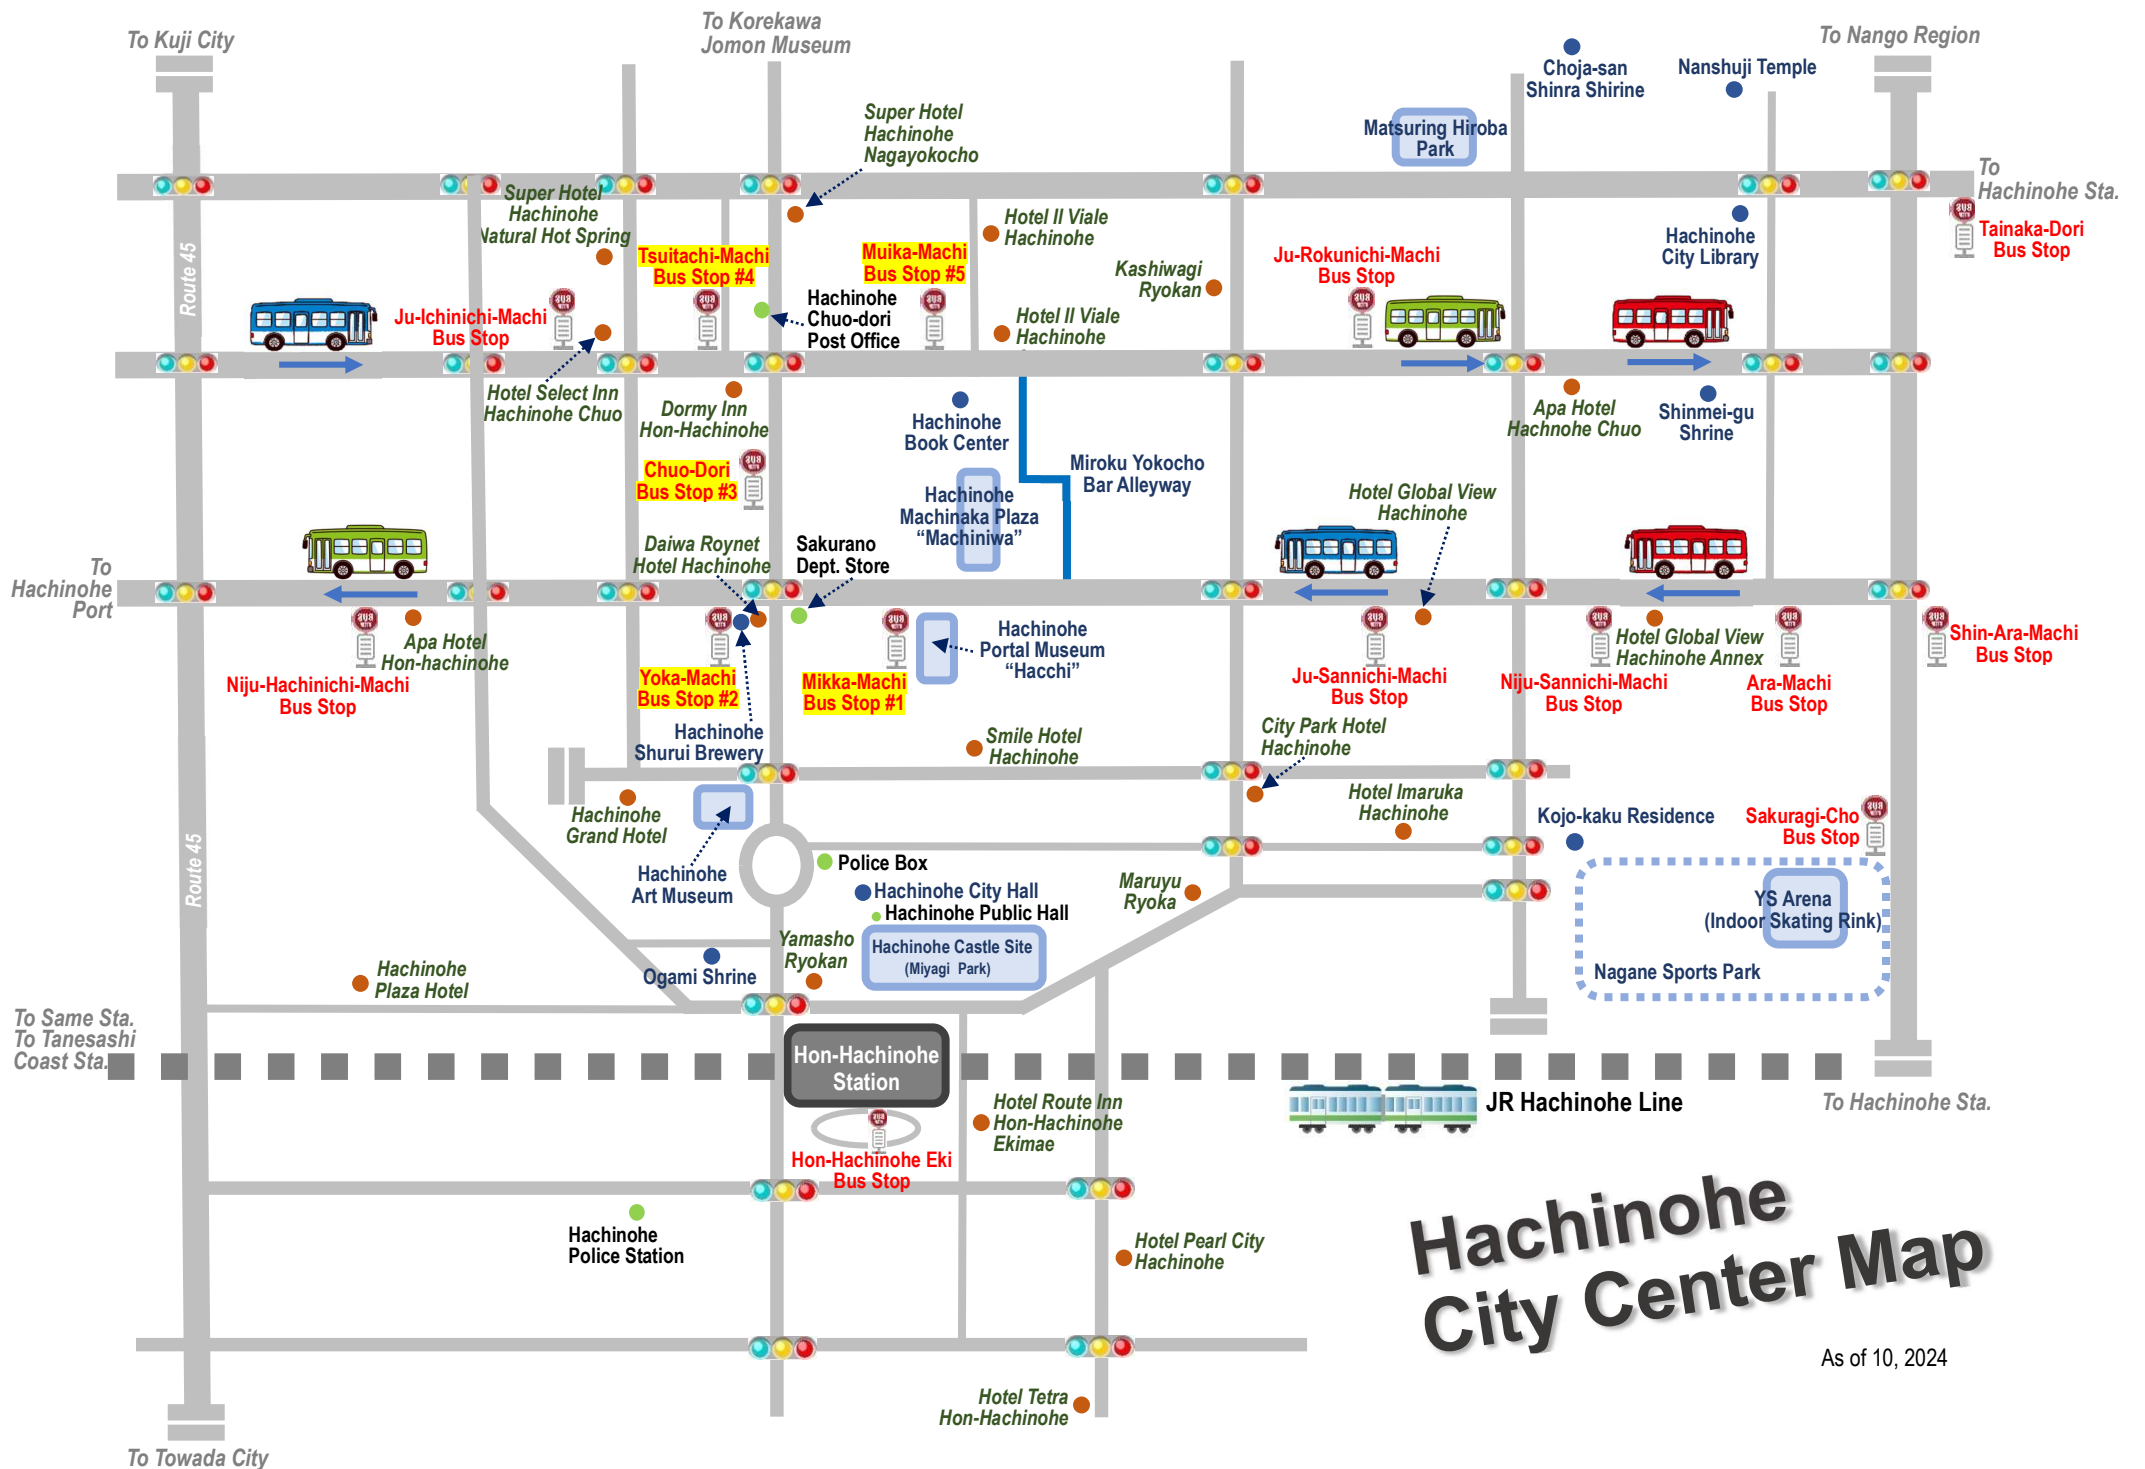 To Kuji City
To Korekawa
Jomon Museum
To Nango Region
Choja-san
Shinra Shirine
Nanshuji Temple
Matsuring Hiroba
Park
Super Hotel
Hachinohe
Nagayokocho
To
Hachinohe Sta.
Super Hotel
Hachinohe
Natural Hot Spring
Hotel II Viale
Hachinohe
Hachinohe
City Library
Tainaka-Dori
Bus Stop
Route 45
Tsuitachi-Machi
Bus Stop #4
Muika-Machi
Bus Stop #5
Kashiwagi
Ryokan
Ju-Rokunichi-Machi
Bus Stop
Ju-Ichinichi-Machi
Bus Stop
Hachinohe
Chuo-dori
Post Office
Hotel II Viale
Hachinohe
Hotel Select Inn
Hachinohe Chuo
Dormy Inn
Hon-Hachinohe
Hachinohe
Book Center
Apa Hotel
Hachnohe Chuo
Shinmei-gu
Shrine
Chuo-Dori
Bus Stop #3
Miroku Yokocho
Bar Alleyway
Hachinohe
Machinaka Plaza
“Machiniwa”
Hotel Global View
Hachinohe
Daiwa Roynet
Hotel Hachinohe
Sakurano
Dept. Store
To
Hachinohe
Port
Apa Hotel
Hon-hachinohe
Niju-Hachinichi-Machi
Bus Stop
Yoka-Machi
Bus Stop #2
Mikka-Machi
Bus Stop #1
Hachinohe
Portal Museum
“Hacchi”
Ju-Sannichi-Machi
Bus Stop
Niju-Sannichi-Machi
Bus Stop
Hotel Global View
Hachinohe Annex
Ara-Machi
Bus Stop
Shin-Ara-Machi
Bus Stop
Hachinohe
Shurui Brewery
Smile Hotel
Hachinohe
City Park Hotel
Hachinohe
Hachinohe
Grand Hotel
Hotel Imaruka
Hachinohe
Kojo-kaku Residence
Sakuragi-Cho
Bus Stop
Route 45
Hachinohe
Art Museum
Police Box
Hachinohe City Hall
Hachinohe Public Hall
Maruyu
Ryoka
YS Arena
(Indoor Skating Rink)
Nagane Sports Park
Hachinohe Castle Site
(Miyagi  Park)
Yamasho
Ryokan
Ogami Shrine
Hachinohe
Plaza Hotel
To Same Sta.
To Tanesashi
Coast Sta.
Hon-Hachinohe
Station
JR Hachinohe Line
To Hachinohe Sta.
Hotel Route Inn
Hon-Hachinohe
Ekimae
Hon-Hachinohe Eki
Bus Stop
Hachinohe
Police Station
Hotel Pearl City
Hachinohe
Hachinohe
City Center Map
As of 10, 2024
Hotel Tetra
Hon-Hachinohe
To Towada City